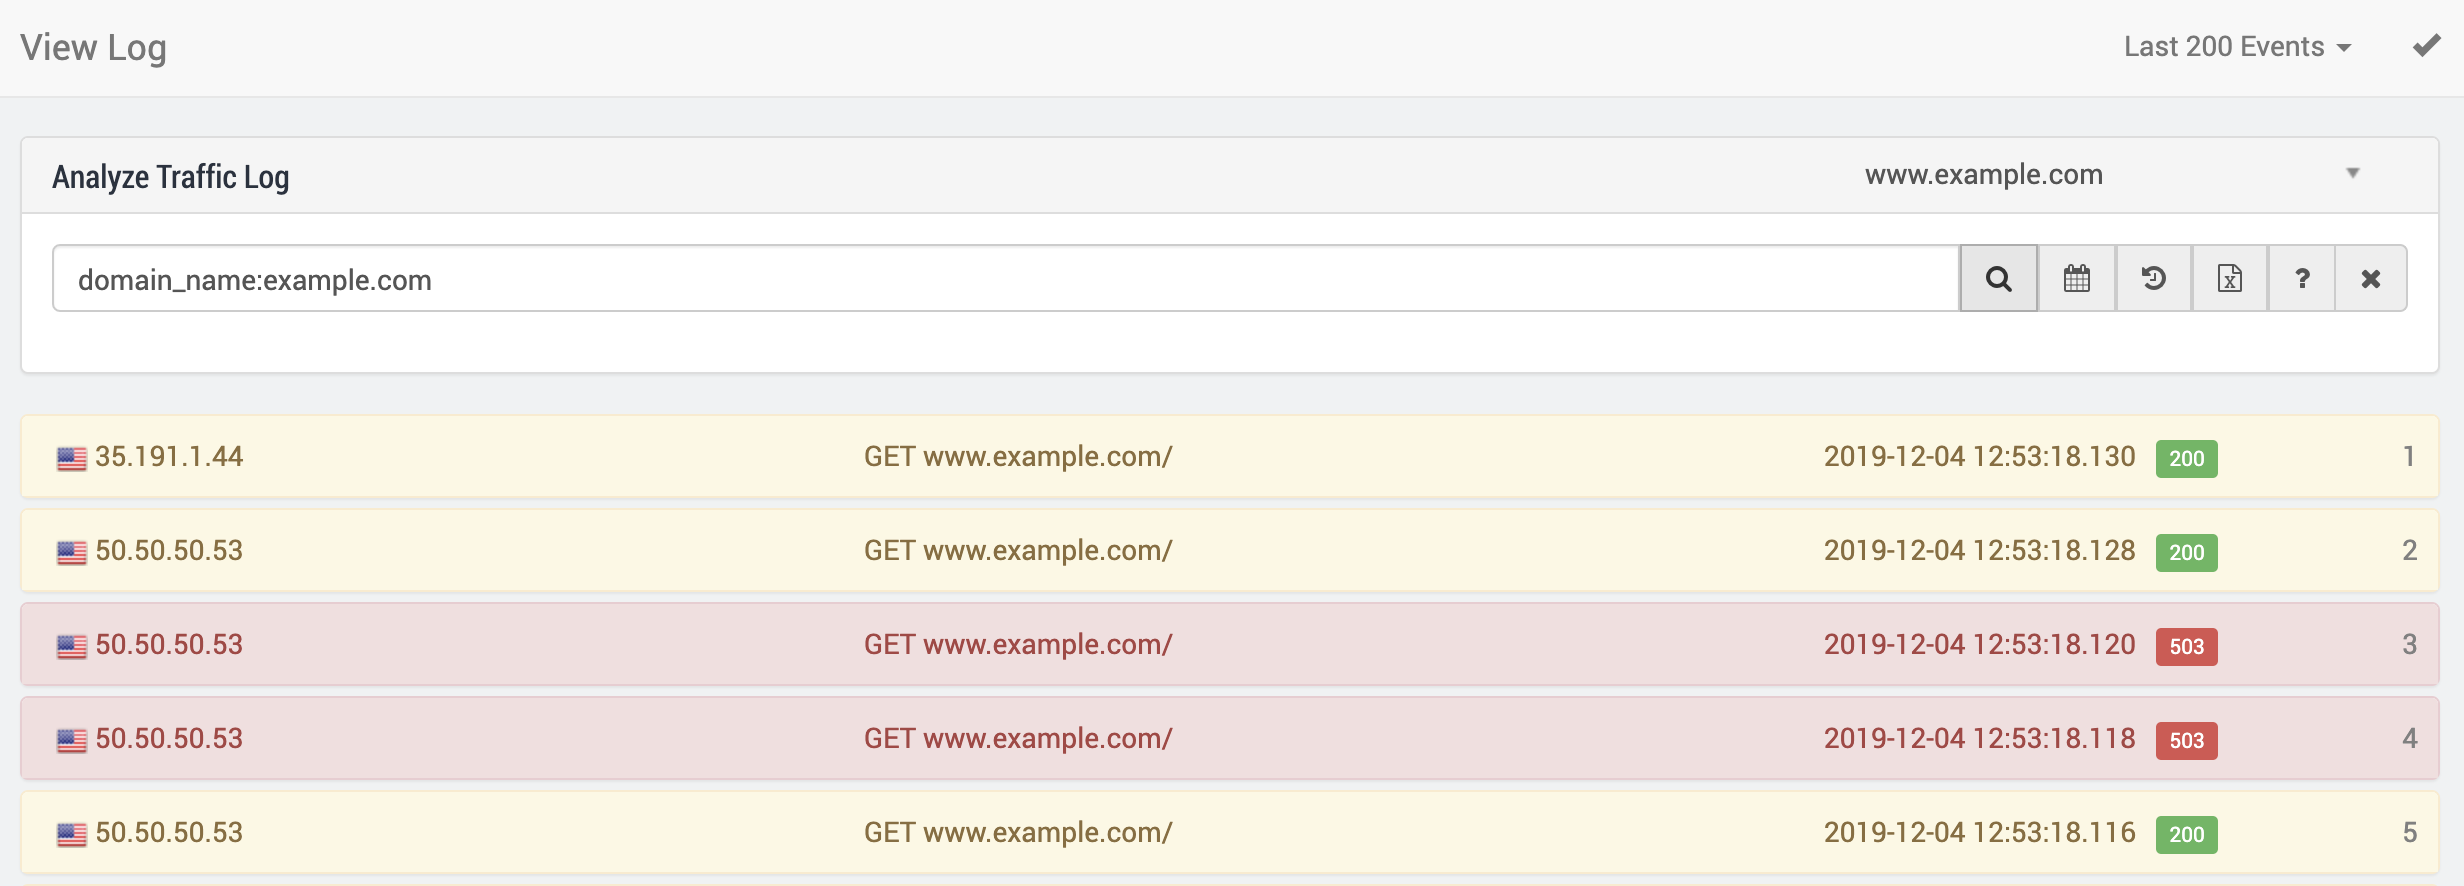 View Log
Last 200 Events
Analyze Traffic Log
www.example.com
domain_name:example.com
?
35.191.1.44 GET www.example.com/ 2019-12-04 12:53:18.130 200 1
50.50.50.53 GET www.example.com/ 2019-12-04 12:53:18.128 200 2
50.50.50.53 GET www.example.com/ 2019-12-04 12:53:18.120 503 3
50.50.50.53 GET www.example.com/ 2019-12-04 12:53:18.118 503 4
50.50.50.53 GET www.example.com/ 2019-12-04 12:53:18.116 200 5